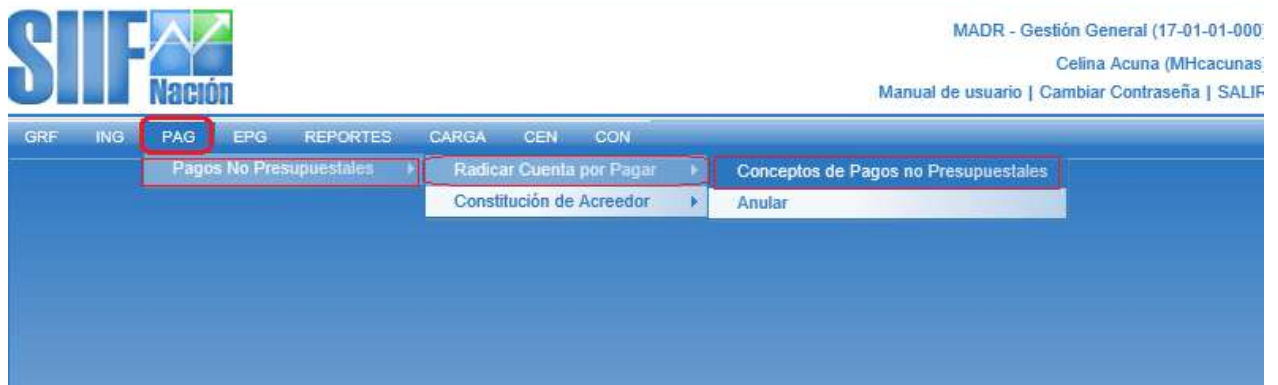 SIIF
Nación
MADR - Gestión General (17-01-01-000)
Celina Acuna (MHcacunas)
Manual de usuario | Cambiar Contraseña | SALIR
GRF ING PAG EPG REPORTES CARGA CEN CON
Pagos No Presupuestales Radicar Cuenta por Pagar Conceptos de Pagos no Presupuestales
Constitución de Acreedor Anular